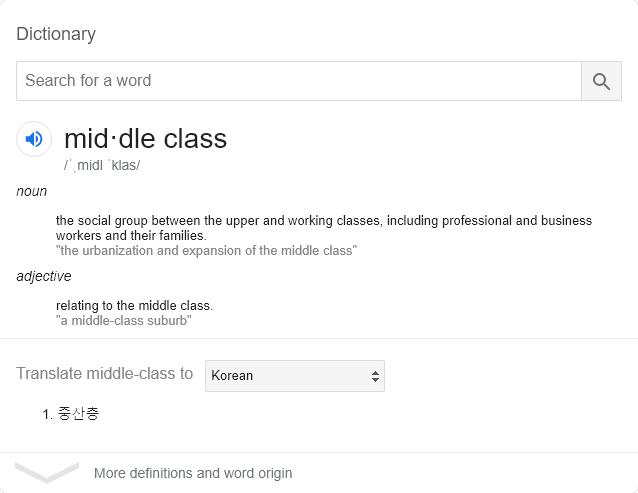 Dictionary
Search for a word
mid·dle class
/ˈˌmidl ˈklas/
noun
the social group between the upper and working classes, including professional and business
workers and their families.
"the urbanization and expansion of the middle class"
adjective
relating to the middle class.
"a middle-class suburb"
Translate middle-class to Korean
1. 중산층
More definitions and word origin